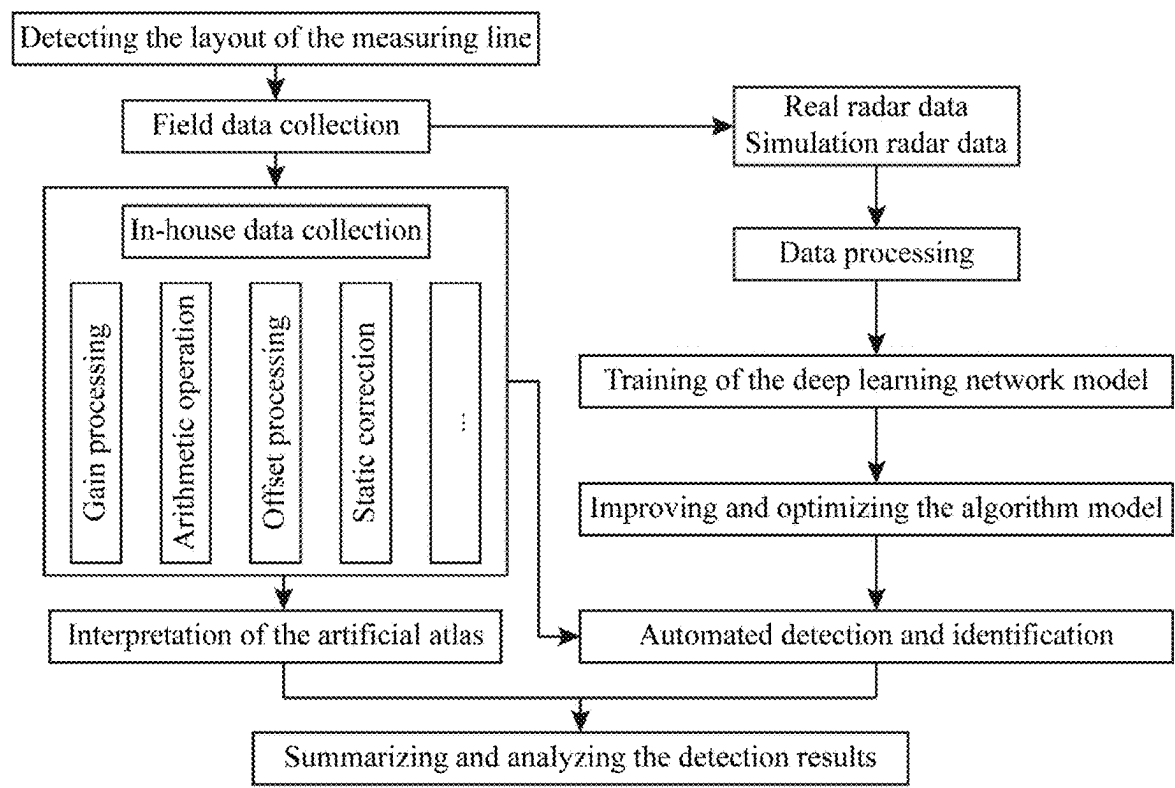 Detecting the layout of the measuring line
Field data collection
Real radar data
Simulation radar data
In-house data collection
Data processing
Gain processing
Arithmetic operation
Offset processing
Static correction
...
Training of the deep learning network model
Improving and optimizing the algorithm model
Interpretation of the artificial atlas
Automated detection and identification
Summarizing and analyzing the detection results